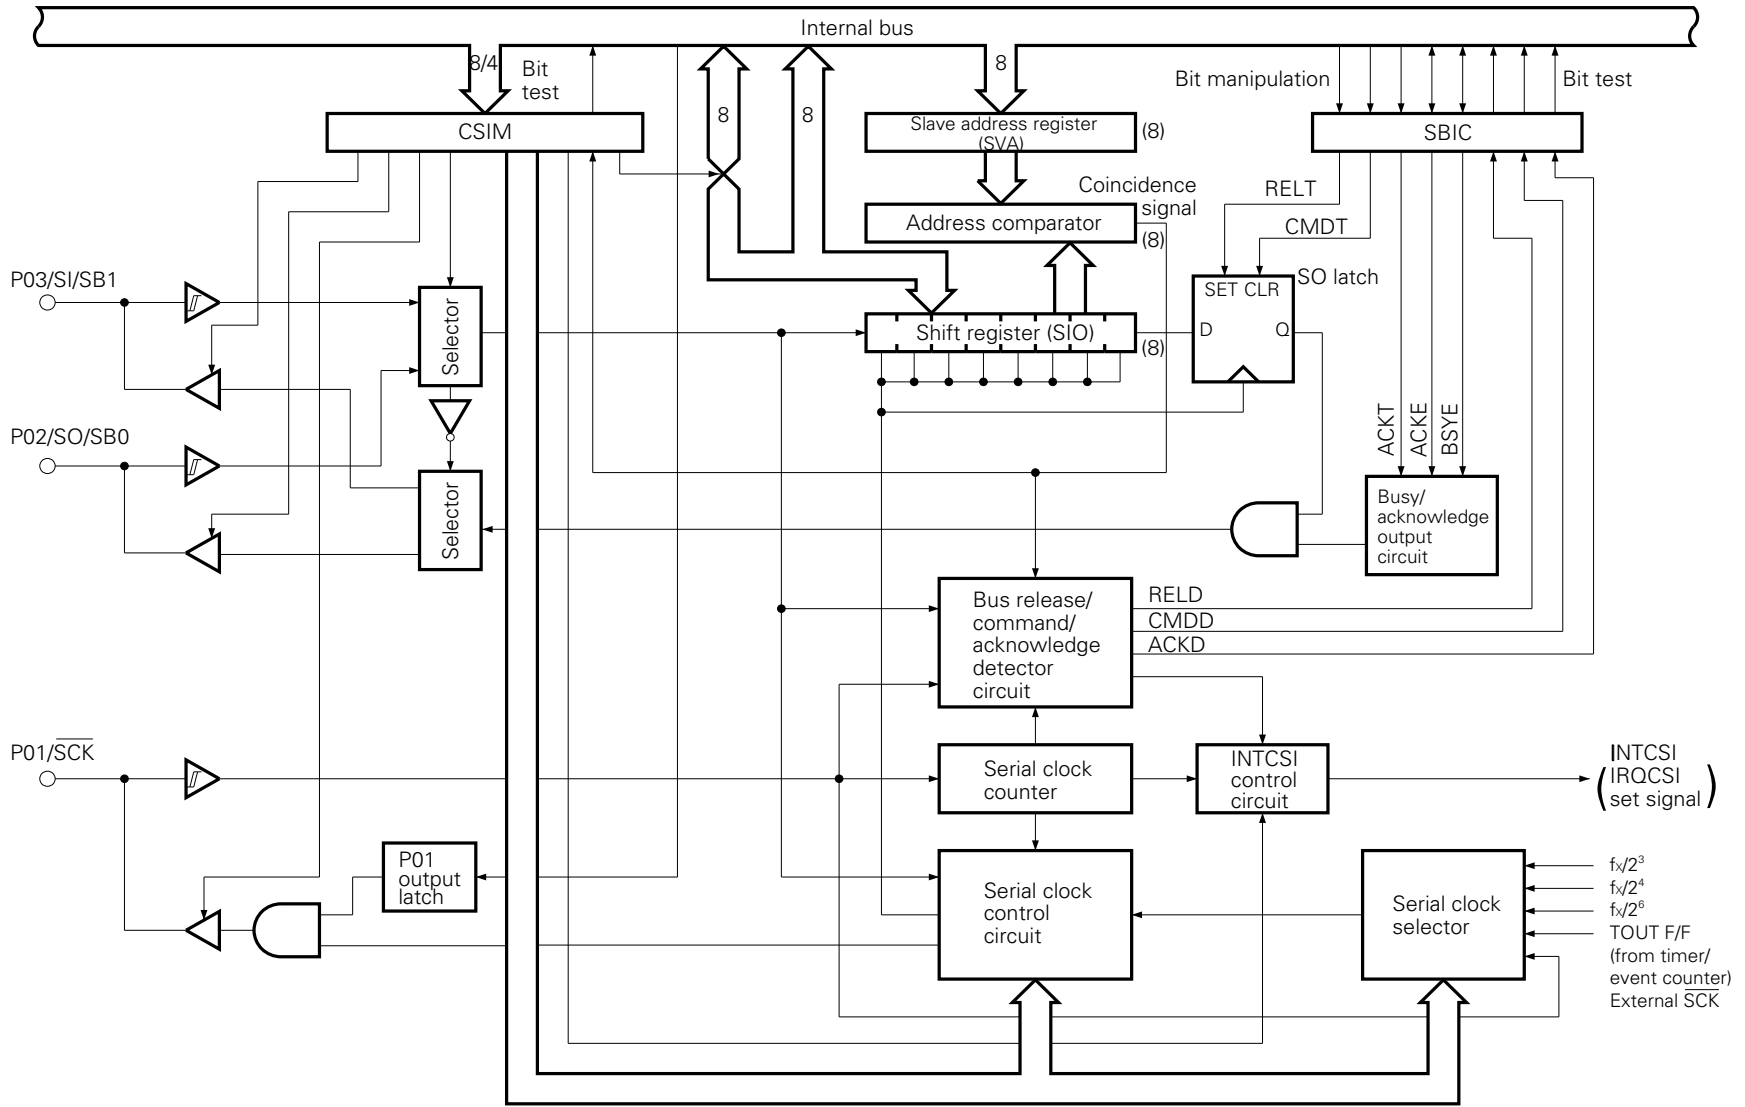 Internal bus
8/4
Bit
test
8
8
8
Bit manipulation
Bit test
CSIM
Slave address register
(SVA)
(8)
SBIC
Coincidence
signal
RELT
CMDT
Address comparator
(8)
P03/SI/SB1
Selector
SO latch
SET CLR
D
Q
Shift register (SIO)
(8)
P02/SO/SB0
Selector
ACKT
ACKE
BSYE
Busy/
acknowledge
output
circuit
Bus release/
command/
acknowledge
detector
circuit
RELD
CMDD
ACKD
P01/S̅C̅K̅
Serial clock
counter
INTCSI
control
circuit
INTCSI
(IRQCSI
set signal)
P01
output
latch
Serial clock
control
circuit
Serial clock
selector
fX/2³
fX/2⁴
fX/2⁶
TOUT F/F
(from timer/
event counter)
External S̅C̅K̅